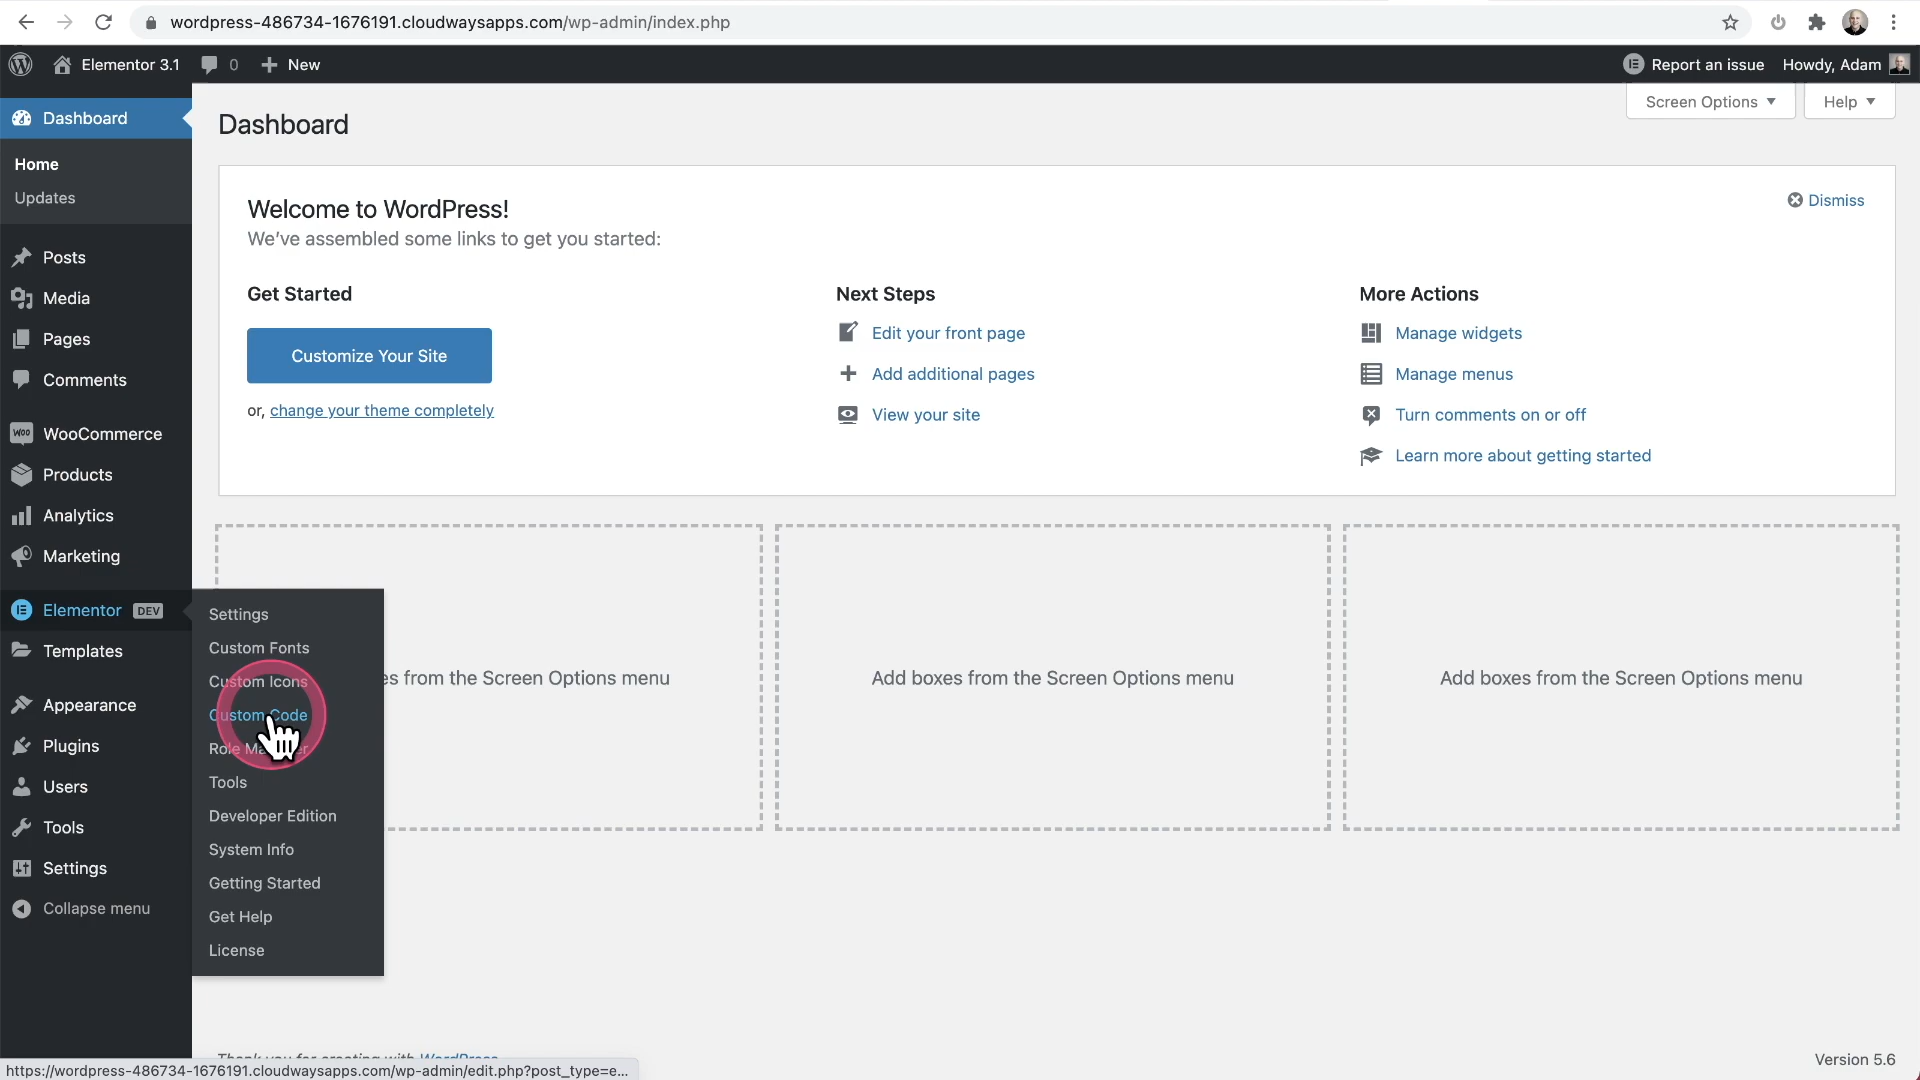 wordpress-486734-1676191.cloudwaysapps.com/wp-admin/index.php
Elementor 3.1
0
New
Report an issue
Howdy, Adam
Screen Options
Help
Dashboard
Home
Updates
Posts
Media
Pages
Comments
WooCommerce
Products
Analytics
Marketing
Elementor DEV
Templates
Appearance
Plugins
Users
Tools
Settings
Collapse menu
Settings
Custom Fonts
Custom Icons
Custom Code
Tools
Developer Edition
System Info
Getting Started
Get Help
License
Dashboard
Welcome to WordPress!
Dismiss
We've assembled some links to get you started:
Get Started
Customize Your Site
or, change your theme completely
Next Steps
Edit your front page
Add additional pages
View your site
More Actions
Manage widgets
Manage menus
Turn comments on or off
Learn more about getting started
from the Screen Options menu
Add boxes from the Screen Options menu
Add boxes from the Screen Options menu
Thank you for creating with WordPress
Version 5.6
https://wordpress-486734-1676191.cloudwaysapps.com/wp-admin/edit.php?post_type=e...